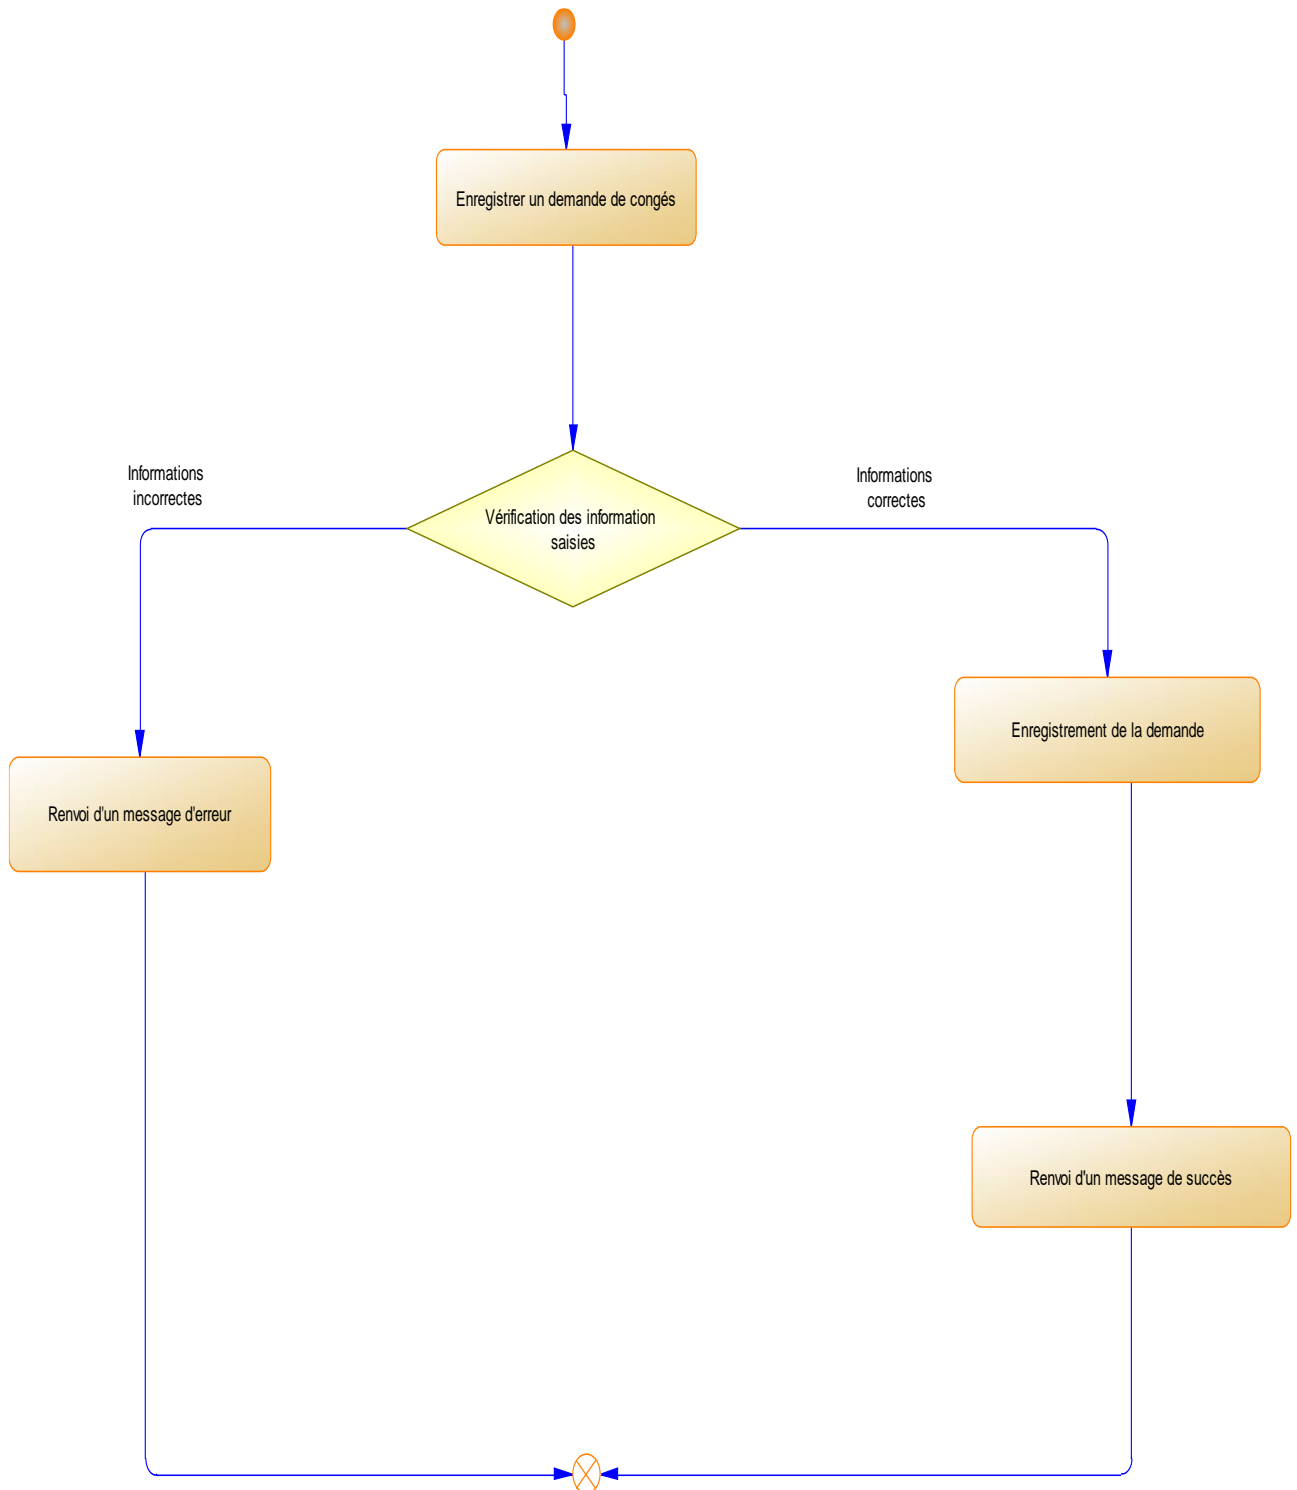 Enregistrer un demande de congés
Informations
incorrectes
Informations
correctes
Vérification des information
saisies
Enregistrement de la demande
Renvoi d'un message d'erreur
Renvoi d'un message de succès